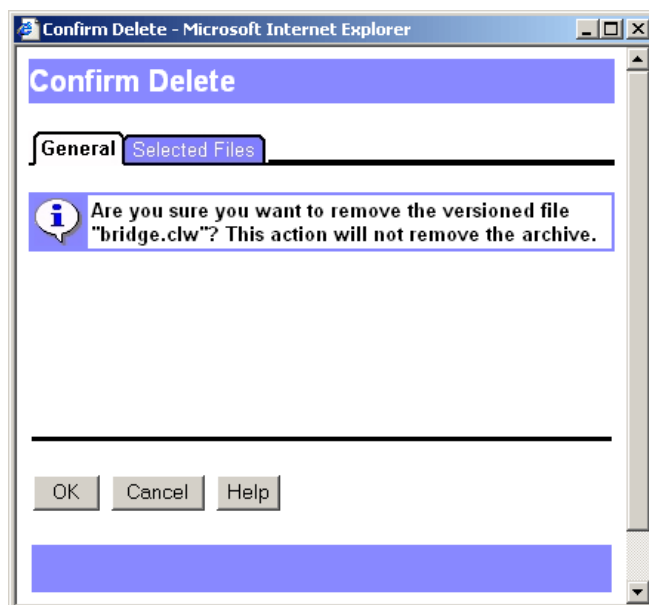 Confirm Delete - Microsoft Internet Explorer
Confirm Delete
General Selected Files
Are you sure you want to remove the versioned file
"bridge.clw"? This action will not remove the archive.
OK Cancel Help